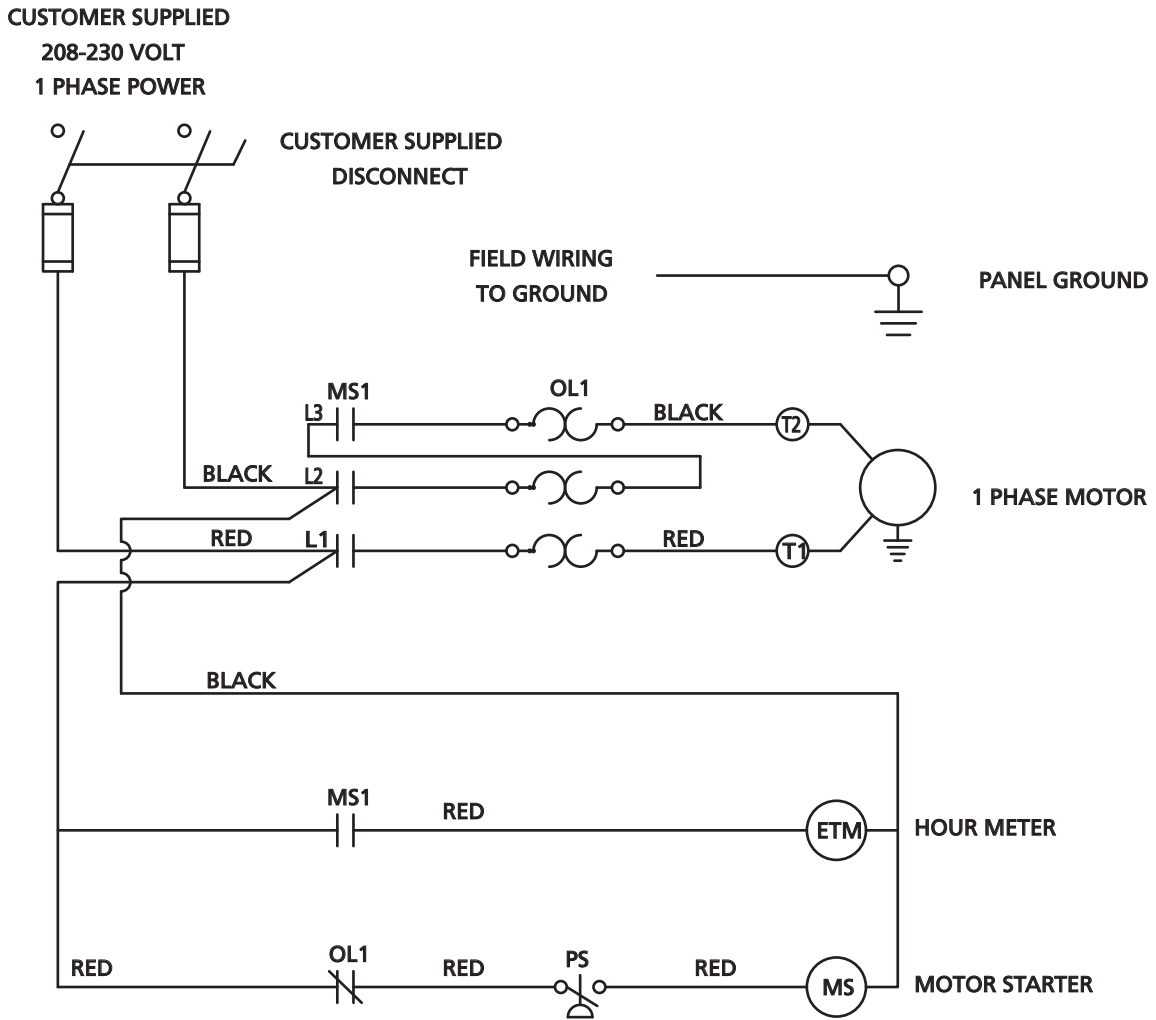 CUSTOMER SUPPLIED
208-230 VOLT
1 PHASE POWER
CUSTOMER SUPPLIED
DISCONNECT
FIELD WIRING
TO GROUND
PANEL GROUND
MS1
OL1
L3
BLACK
T2
BLACK
L2
1 PHASE MOTOR
RED
L1
RED
T1
BLACK
MS1
RED
ETM
HOUR METER
RED
OL1
RED
PS
RED
MS
MOTOR STARTER